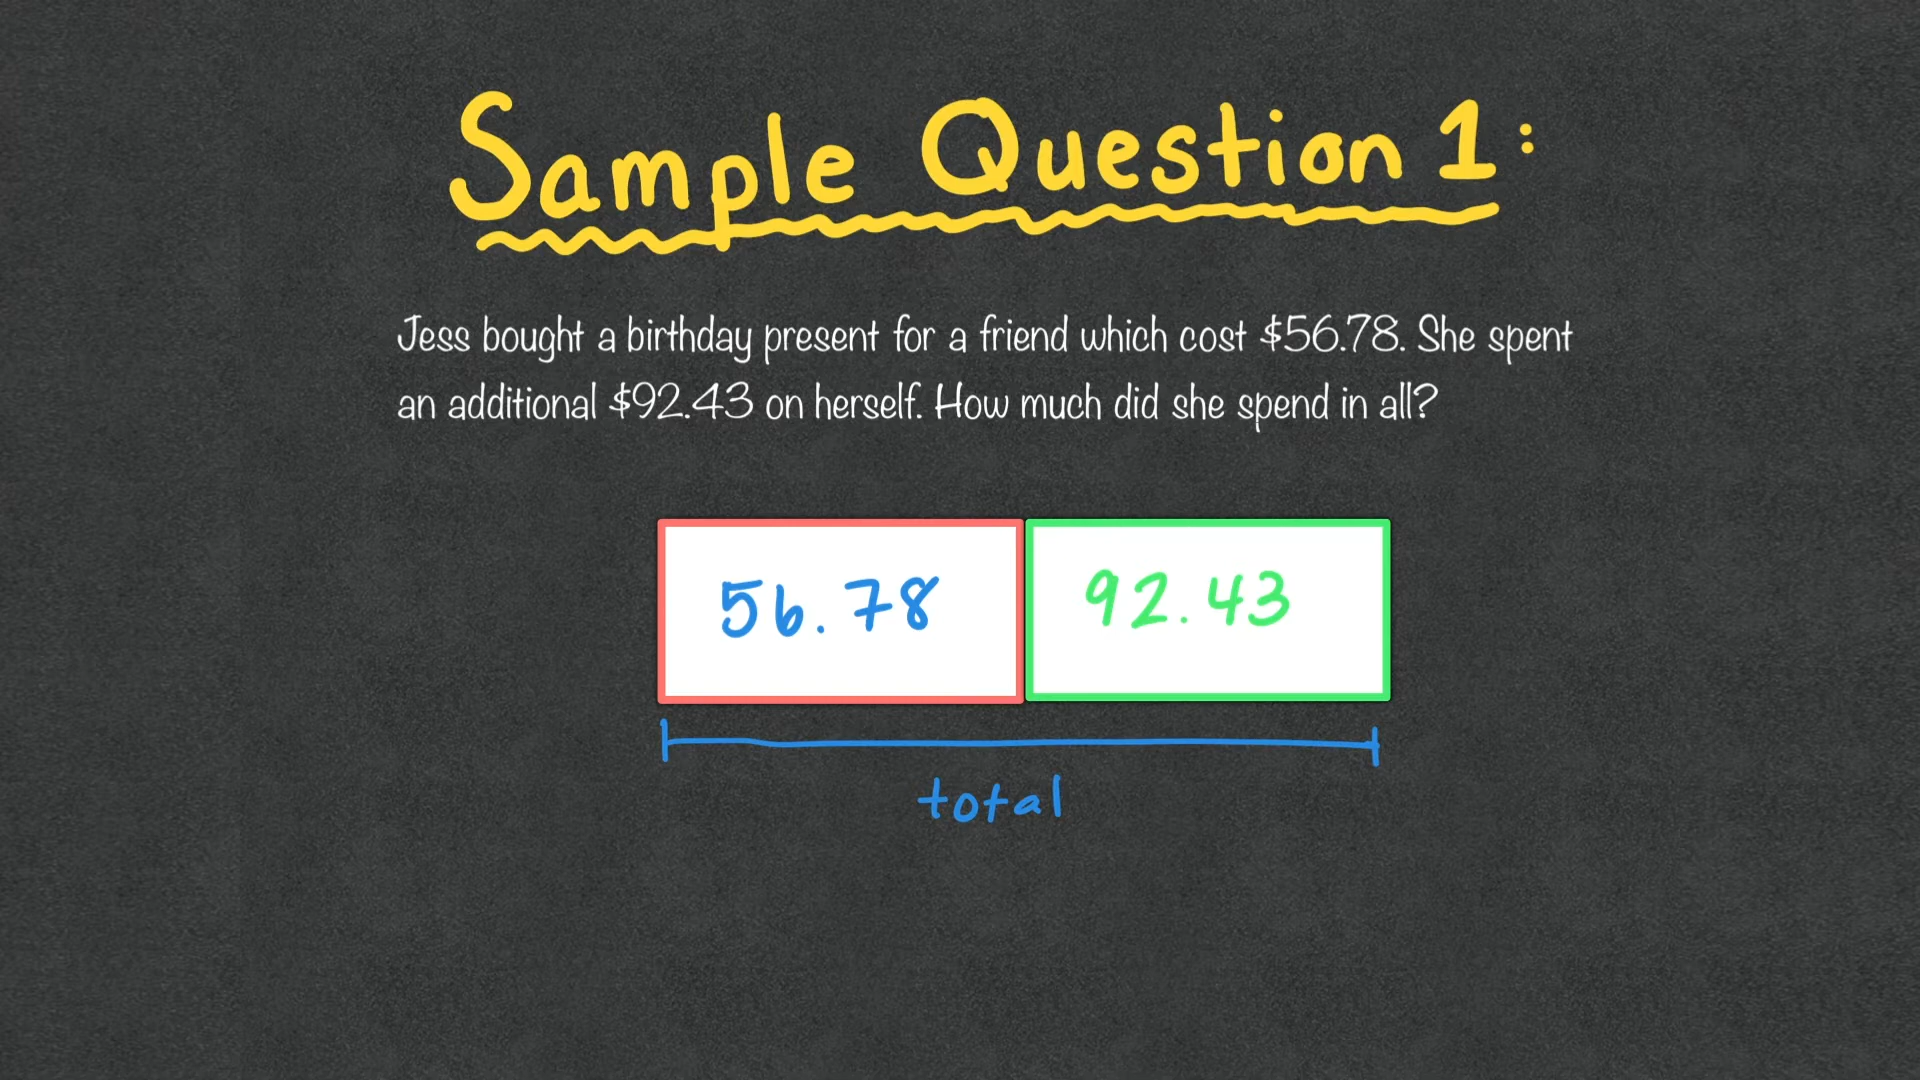 Sample Question 1:
Jess bought a birthday present for a friend which cost $56.78. She spent
an additional $92.43 on herself. How much did she spend in all?
56.78 92.43
total